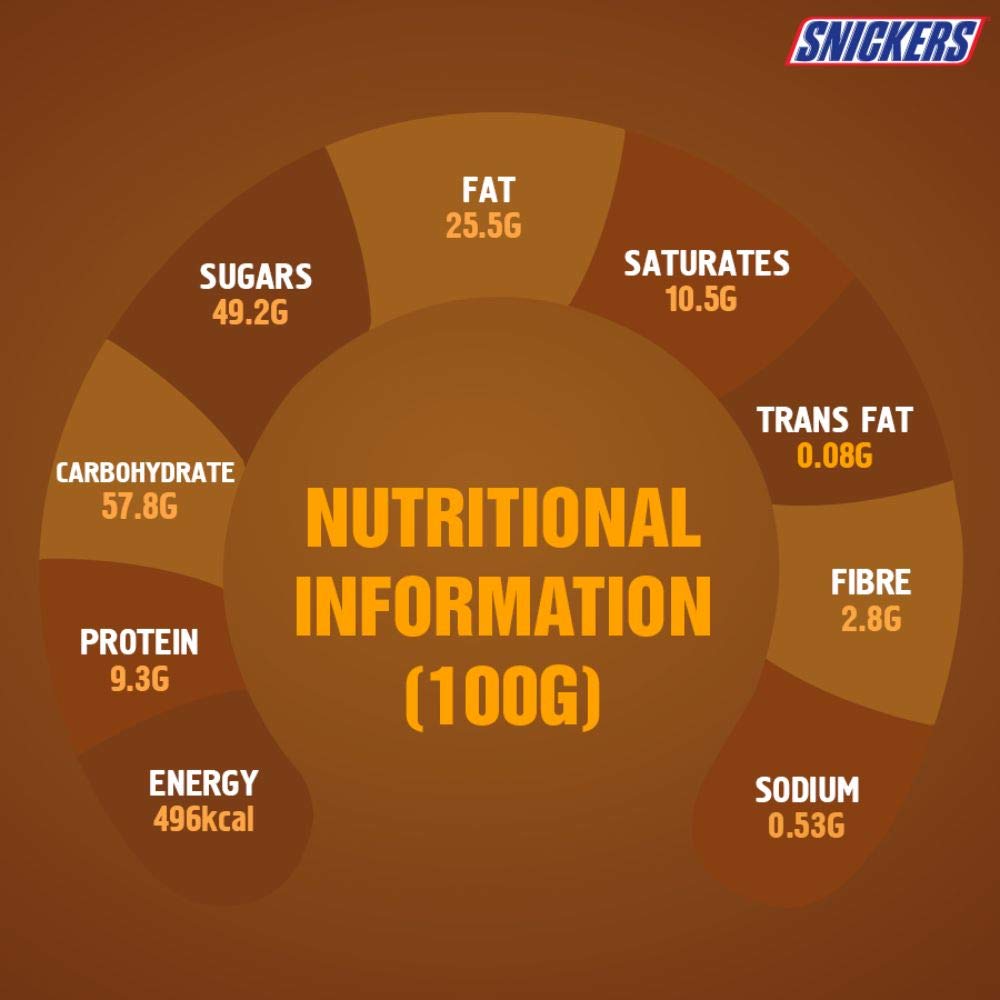 SNICKERS
FAT
25.5G
SATURATES
10.5G
SUGARS
49.2G
TRANS FAT
0.08G
CARBOHYDRATE
57.8G
NUTRITIONAL
INFORMATION
(100G)
FIBRE
2.8G
PROTEIN
9.3G
ENERGY
496kcal
SODIUM
0.53G